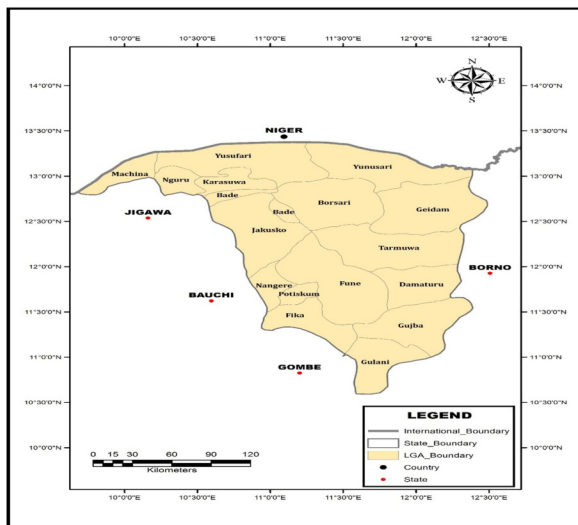 10°0'0"E 10°30'0"E 11°0'0"E 11°30'0"E 12°0'0"E 12°30'0"E
14°0'0"N 14°0'0"N
N
W E
S
13°30'0"N 13°30'0"N
NIGER
Yusufari
Yunusari
Machina
Nguru
Karasuwa
13°0'0"N 13°0'0"N
Bade
Borsari
Geidam
Bade
JIGAWA
12°30'0"N 12°30'0"N
Jakusko
Tarmuwa
12°0'0"N 12°0'0"N
BORNO
Nangere
Fune
Damaturu
BAUCHI
Potiskum
11°30'0"N 11°30'0"N
Fika
Gujba
11°0'0"N 11°0'0"N
Gulani
GOMBE
10°30'0"N 10°30'0"N
LEGEND
International_Boundary
State_Boundary
LGA_Boundary
Country
State
10°0'0"N 10°0'0"N
0 15 30 60 90 120
Kilometers
10°0'0"E 10°30'0"E 11°0'0"E 11°30'0"E 12°0'0"E 12°30'0"E